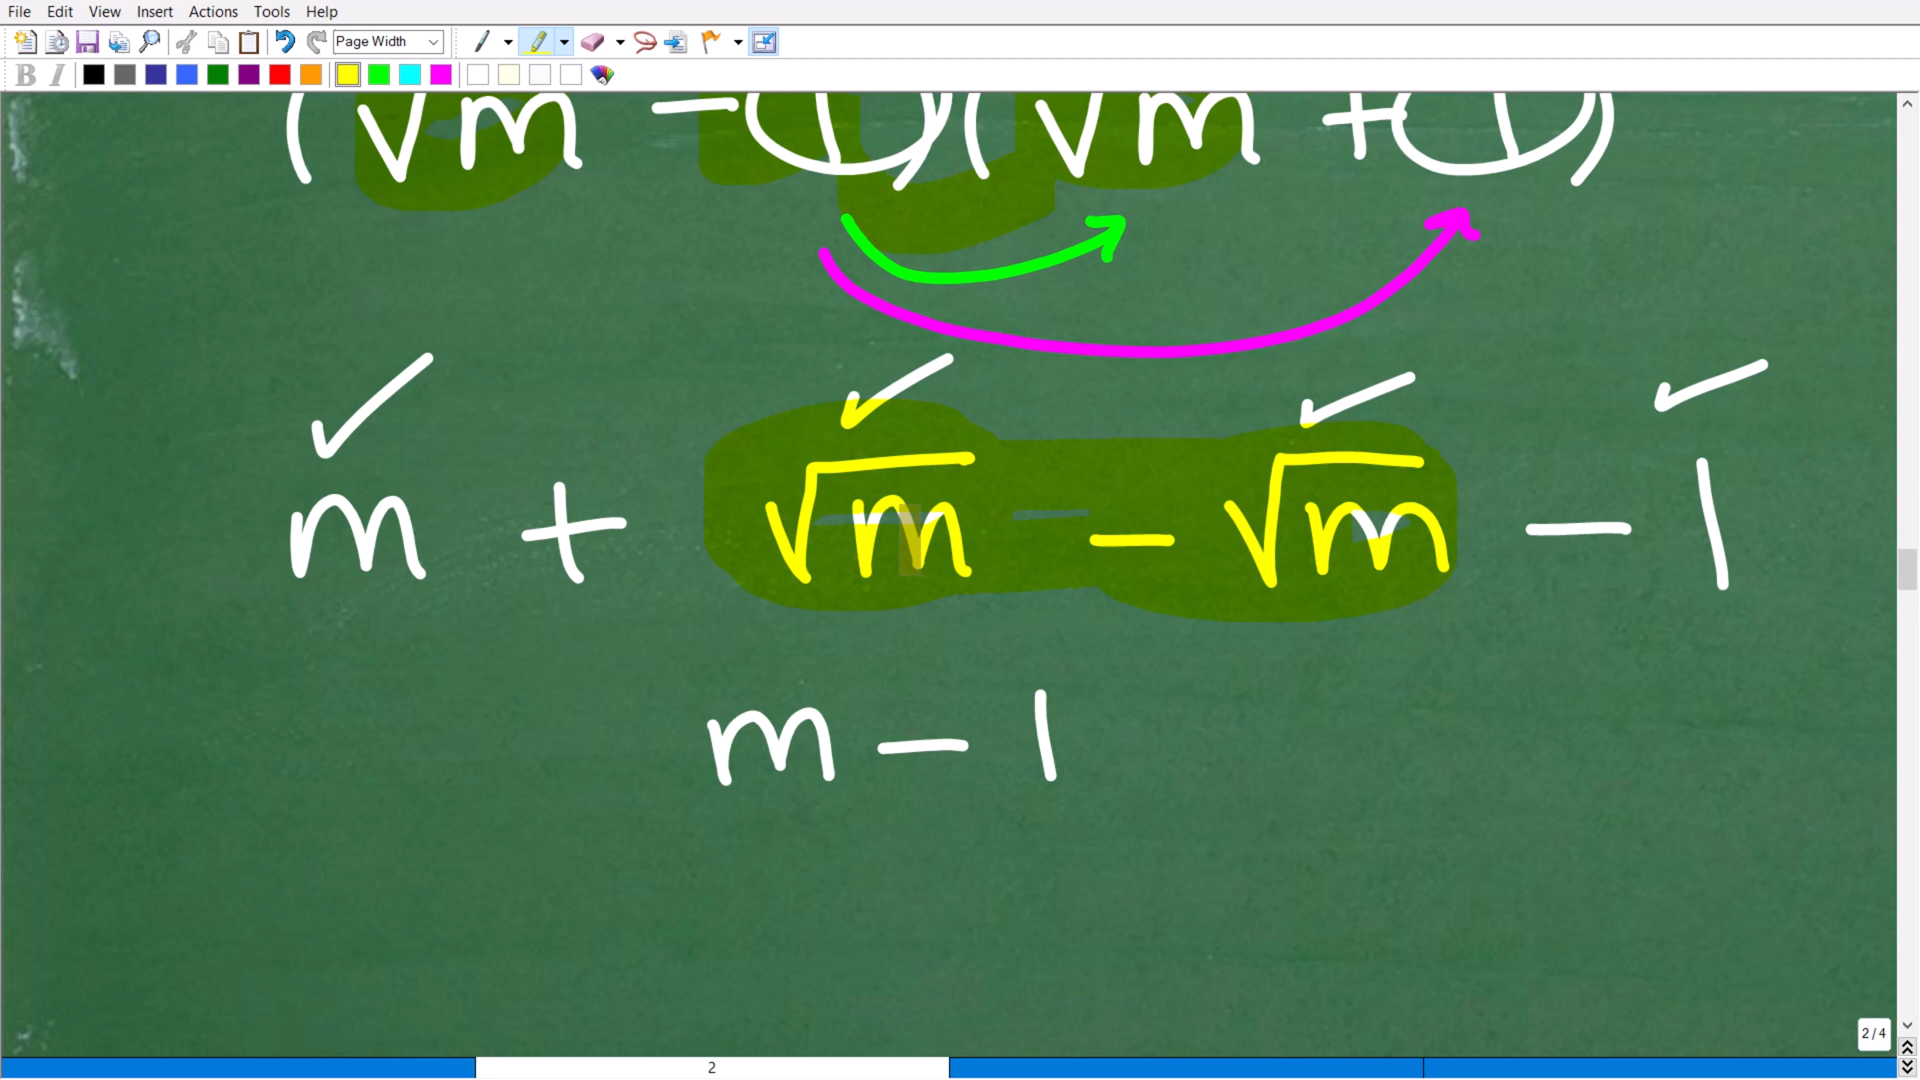 File Edit View Insert Actions Tools Help
Page Width
B I
(√m - 1)(√m + 1)
m + √m - √m - 1
m - 1
2/4
2